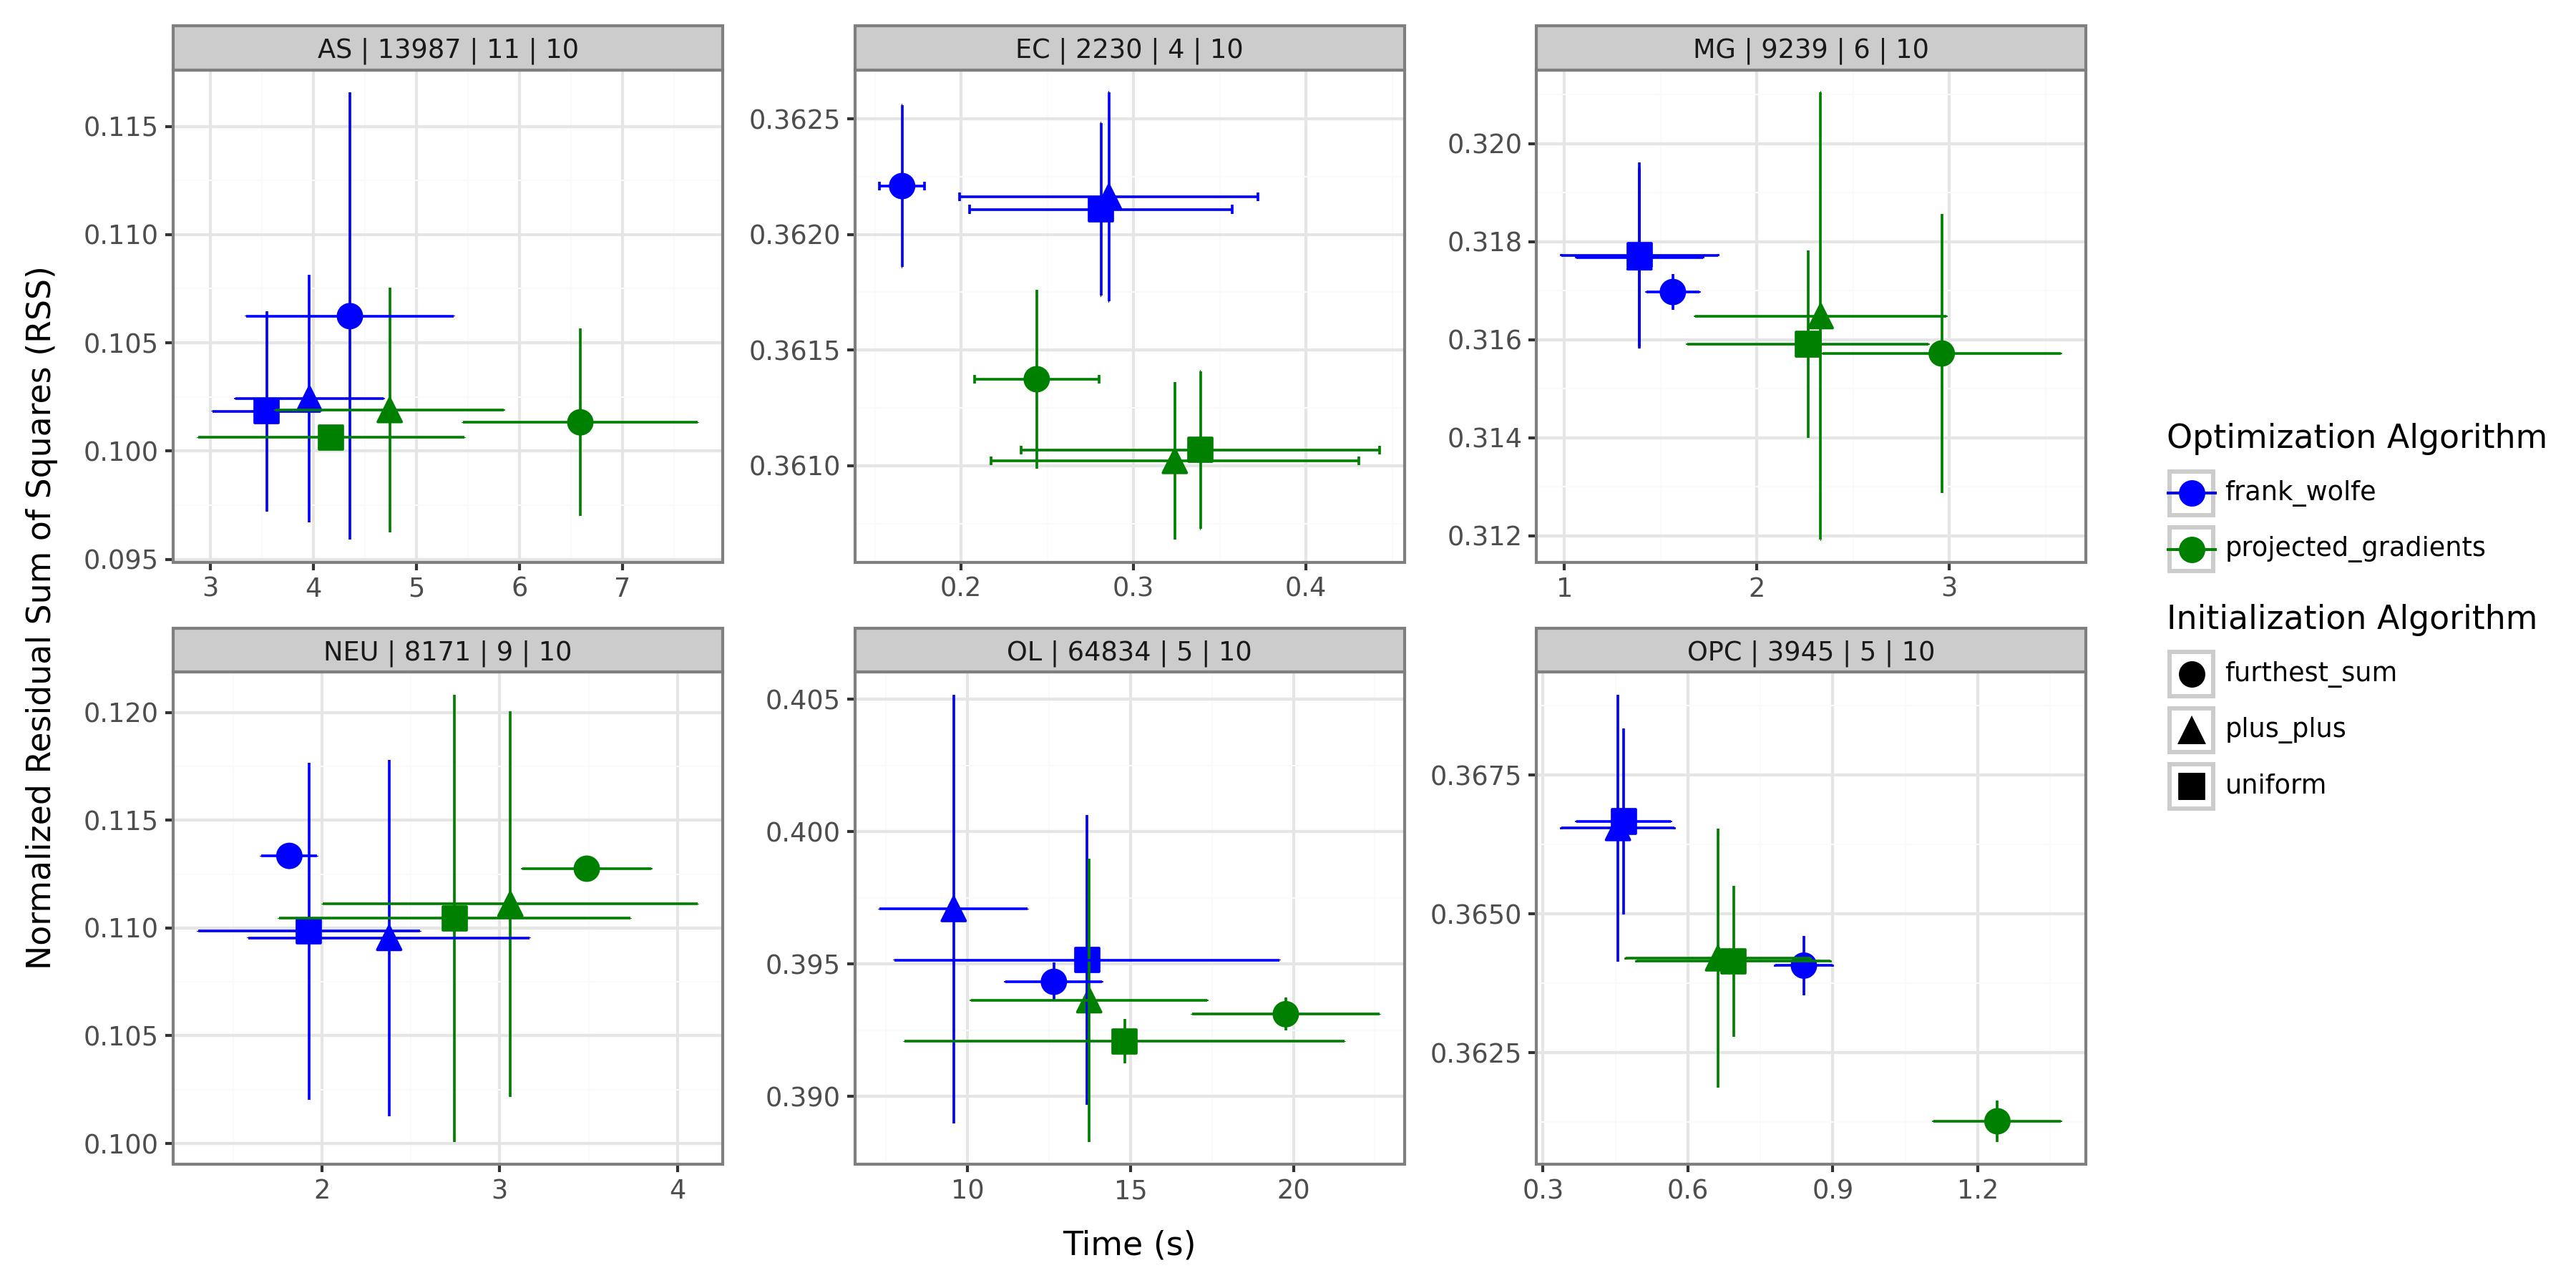 Normalized Residual Sum of Squares (RSS)
AS | 13987 | 11 | 10
0.115
0.110
0.105
0.100
0.095
3 4 5 6 7
EC | 2230 | 4 | 10
0.3625
0.3620
0.3615
0.3610
0.2 0.3 0.4
MG | 9239 | 6 | 10
0.320
0.318
0.316
0.314
0.312
1 2 3
NEU | 8171 | 9 | 10
0.120
0.115
0.110
0.105
0.100
2 3 4
OL | 64834 | 5 | 10
0.405
0.400
0.395
0.390
10 15 20
OPC | 3945 | 5 | 10
0.3675
0.3650
0.3625
0.3 0.6 0.9 1.2
Time (s)
Optimization Algorithm
frank_wolfe
projected_gradients
Initialization Algorithm
furthest_sum
plus_plus
uniform